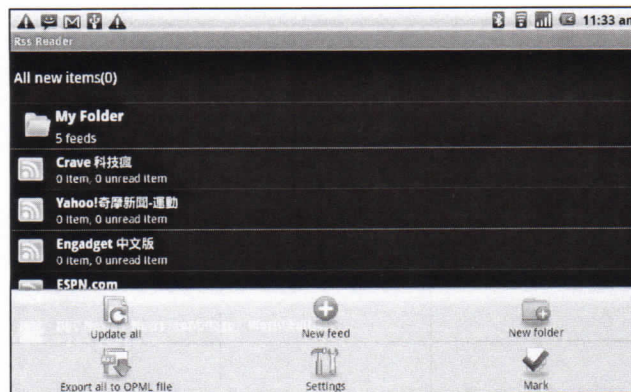 11:33 am
Rss Reader
All new items(0)
My Folder
5 feeds
Crave 科技瘋
0 item, 0 unread item
Yahoo!奇摩新聞-運動
0 item, 0 unread item
Engadget 中文版
0 item, 0 unread item
ESPN.com
Update all
New feed
New folder
Export all to OPML file
Settings
Mark